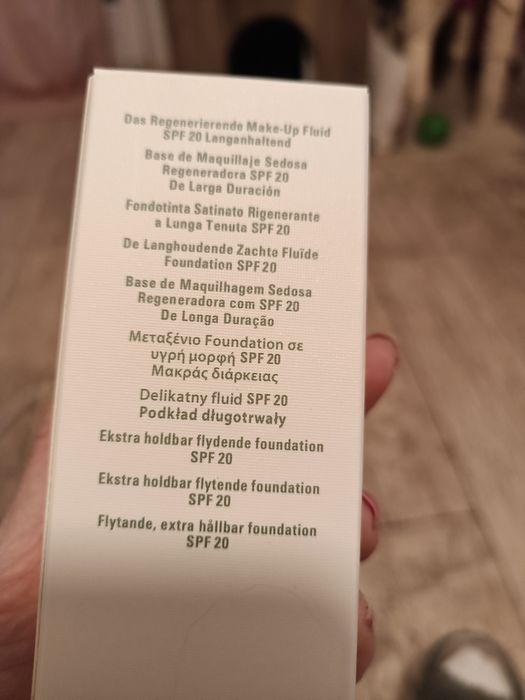 Das Regenerierende Make-Up Fluid
SPF 20 Langanhaltend
Base de Maquillaje Sedosa
Regeneradora SPF 20
De Larga Duración
Fondotinta Satinato Rigenerante
a Lunga Tenuta SPF 20
De Langhoudende Zachte Fluïde
Foundation SPF 20
Base de Maquilhagem Sedosa
Regeneradora com SPF 20
De Longa Duração
Μεταξένιο Foundation σε
υγρή μορφή SPF 20
Μακράς διάρκειας
Delikatny fluid SPF 20
Podkład długotrwały
Ekstra holdbar flydende foundation
SPF 20
Ekstra holdbar flytende foundation
SPF 20
Flytande, extra hållbar foundation
SPF 20